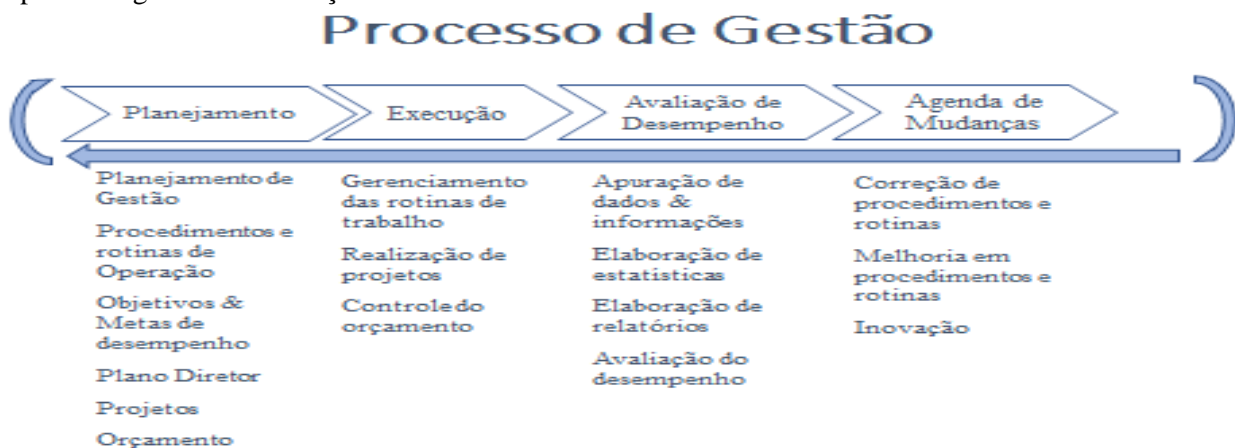 Processo de Gestão
Planejamento
Execução
Avaliação de
Desempenho
Agenda de
Mudanças
Planejamento de
Gestão
Procedimentos e
rotinas de
Operação
Objetivos &
Metas de
desempenho
Plano Diretor
Projetos
Orçamento
Gerenciamento
das rotinas de
trabalho
Realização de
projetos
Controle do
orçamento
Apuração de
dados &
informações
Elaboração de
estatisticas
Elaboração de
relatórios
Avaliação do
desempenho
Correção de
procedimentos e
rotinas
Melhoria em
procedimentos e
rotinas
Inovação